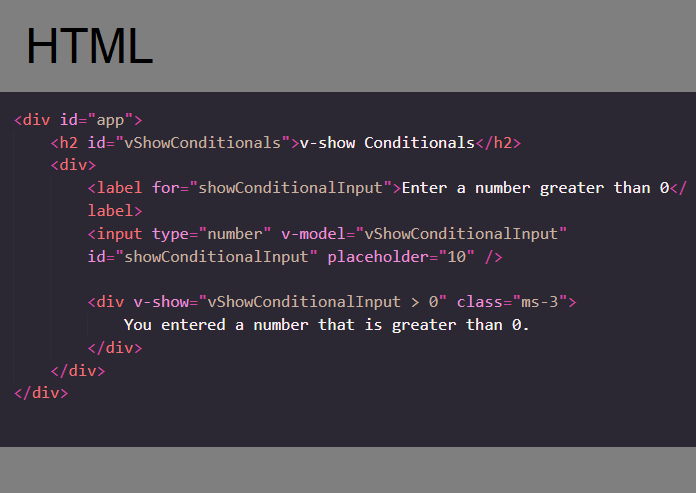 HTML
<div id="app">
<h2 id="vShowConditionals">v-show Conditionals</h2>
<div>
<label for="showConditionalInput">Enter a number greater than 0</
label>
<input type="number" v-model="vShowConditionalInput"
id="showConditionalInput" placeholder="10" />
<div v-show="vShowConditionalInput > 0" class="ms-3">
You entered a number that is greater than 0.
</div>
</div>
</div>